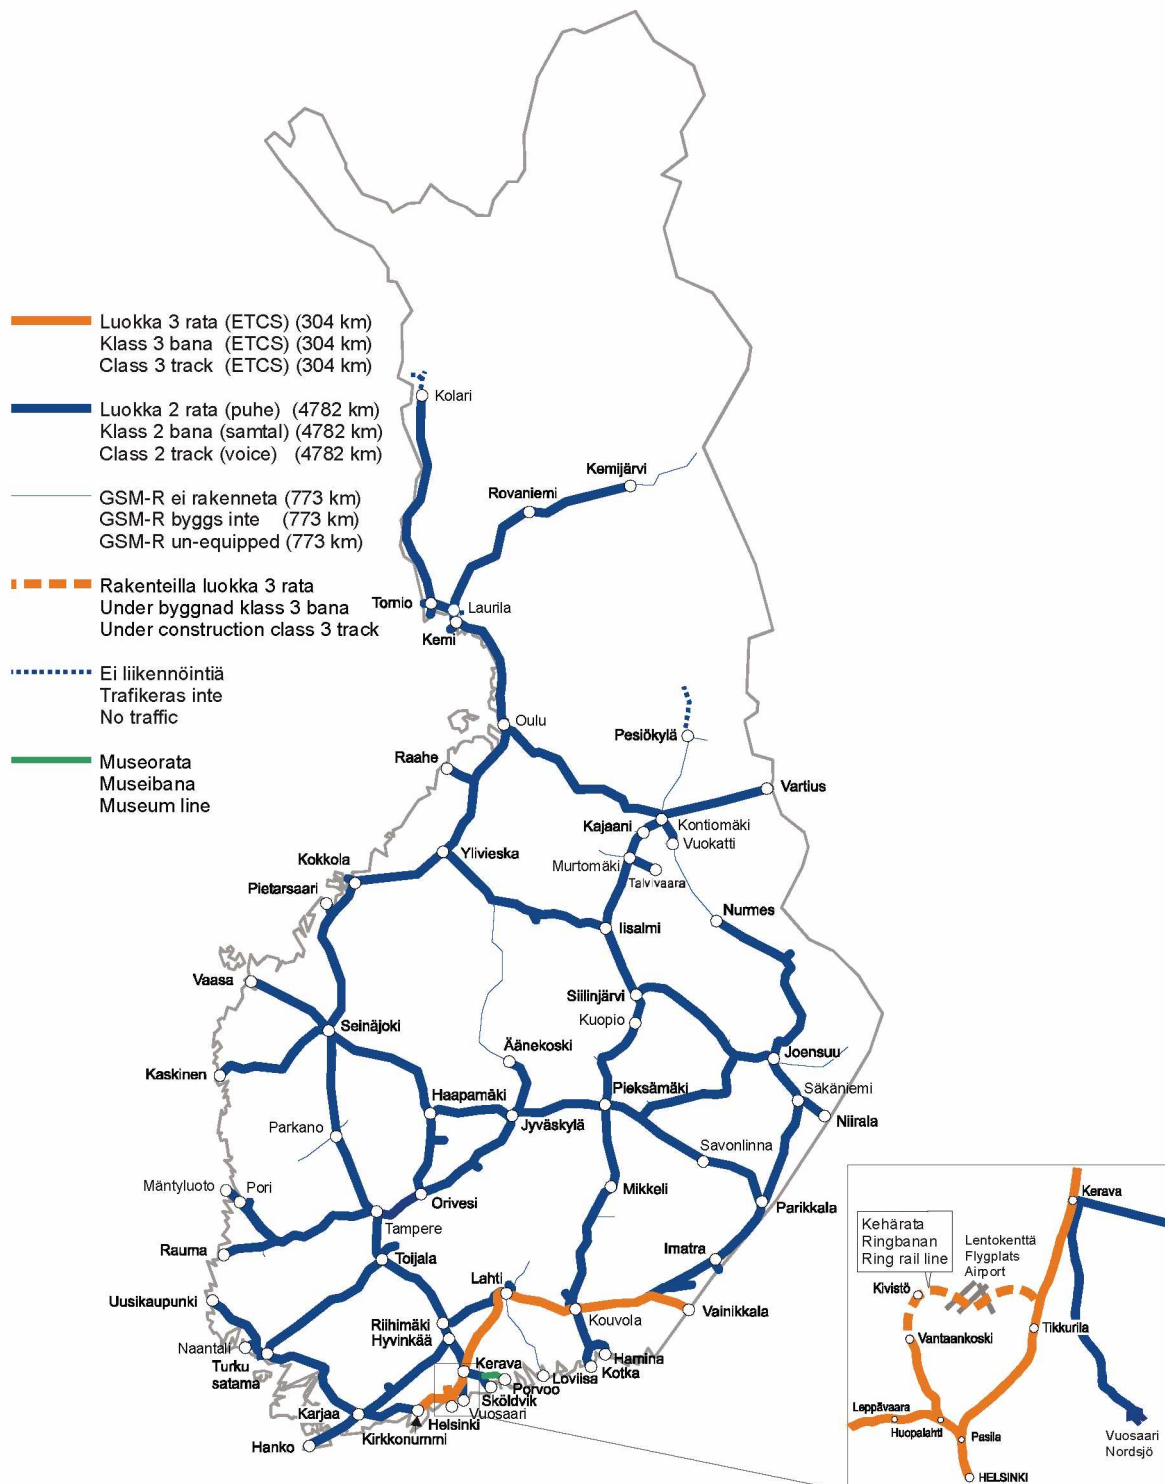 Luokka 3 rata (ETCS) (304 km)
Klass 3 bana (ETCS) (304 km)
Class 3 track (ETCS) (304 km)
Luokka 2 rata (puhe) (4782 km)
Klass 2 bana (samtal) (4782 km)
Class 2 track (voice) (4782 km)
GSM-R ei rakenneta (773 km)
GSM-R byggs inte (773 km)
GSM-R un-equipped (773 km)
Rakenteilla luokka 3 rata
Under byggnad klass 3 bana
Under construction class 3 track
Ei liikennöintiä
Trafikeras inte
No traffic
Museorata
Museibana
Museum line
Kolari
Kemijärvi
Rovaniemi
Tornio
Laurila
Kemi
Oulu
Pesiökylä
Raahe
Vartius
Kontiomäki
Kajaani
Vuokatti
Ylivieska
Murtomäki
Talvivaara
Kokkola
Pietarsaari
Nurmes
Iisalmi
Vaasa
Siilinjärvi
Kuopio
Seinäjoki
Äänekoski
Joensuu
Kaskinen
Haapamäki
Pieksämäki
Säkäniemi
Jyväskylä
Niirala
Parkano
Savonlinna
Mäntyluoto
Pori
Orivesi
Mikkeli
Parikkala
Tampere
Rauma
Toijala
Imatra
Lahti
Uusikaupunki
Riihimäki
Kouvola
Vainikkala
Hyvinkää
Naantali
Turku
satama
Kerava
Hamina
Kotka
Loviisa
Porvoo
Sköldvik
Vuosaari
Karjaa
Helsinki
Kirkkonummi
Hanko
Kerava
Kehärata
Ringbanan
Ring rail line
Lentokenttä
Flygplats
Airport
Kivistö
Vantaankoski
Tikkurila
Leppävaara
Huopalahti
Pasila
Vuosaari
Nordsjö
HELSINKI